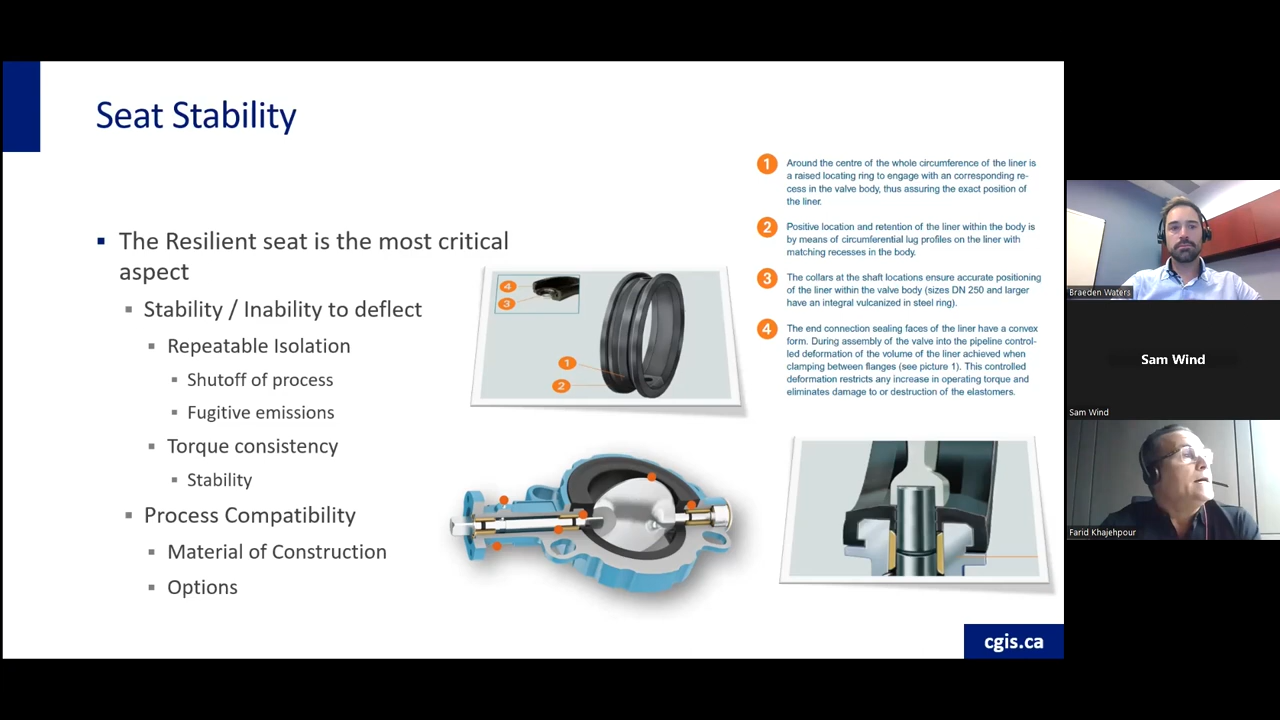 Seat Stability
The Resilient seat is the most critical
aspect
Stability / Inability to deflect
Repeatable Isolation
Shutoff of process
Fugitive emissions
Torque consistency
Stability
Process Compatibility
Material of Construction
Options
4
3
1
2
1
Around the centre of the whole circumference of the liner is
a raised locating ring to engage with an corresponding re-
cess in the valve body, thus assuring the exact position of
the liner.
2
Positive location and retention of the liner within the body is
by means of circumferential lug profiles on the liner with
matching recesses in the body.
3
The collars at the shaft locations ensure accurate positioning
of the liner within the valve body (sizes DN 250 and larger
have an integral vulcanized in steel ring).
4
The end connection sealing faces of the liner have a convex
form. During assembly of the valve into the pipeline control-
led deformation of the volume of the liner achieved when
clamping between flanges (see picture 1). This controlled
deformation restricts any increase in operating torque and
eliminates damage to or destruction of the elastomers.
cgis.ca
Braeden Waters
Sam Wind
Sam Wind
Farid Khajehpour